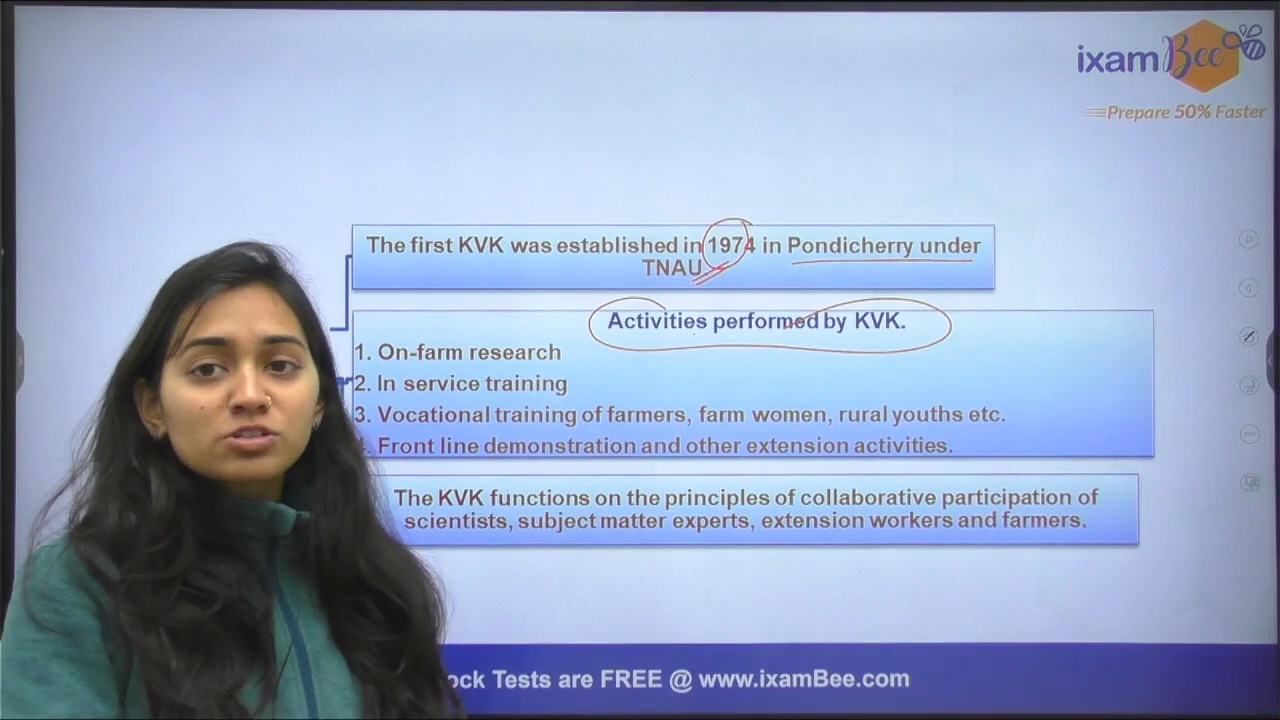 ixamBee
Prepare 50% Faster
The first KVK was established in 1974 in Pondicherry under
TNAU
Activities performed by KVK.
1. On-farm research
2. In service training
3. Vocational training of farmers, farm women, rural youths etc.
Front line demonstration and other extension activities.
The KVK functions on the principles of collaborative participation of
scientists, subject matter experts, extension workers and farmers.
ock Tests are FREE @ www.ixamBee.com